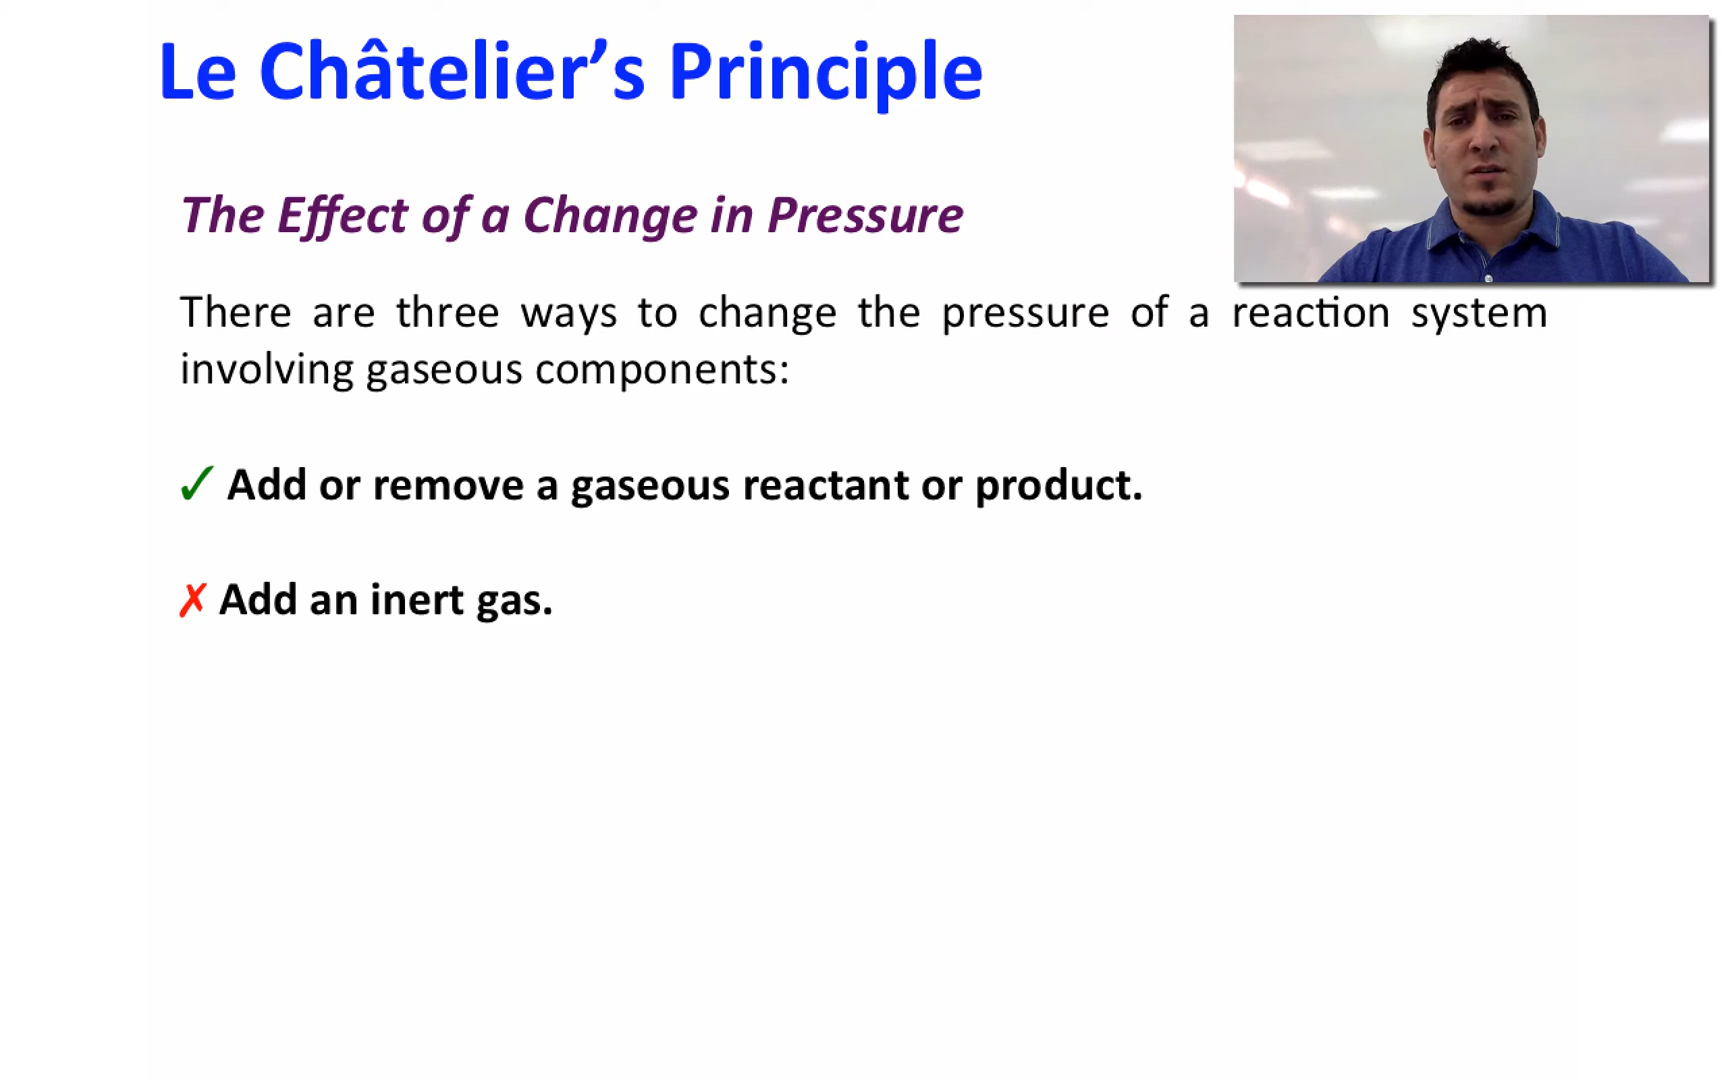 Le Châtelier’s Principle
The Effect of a Change in Pressure
There are three ways to change the pressure of a reaction system
involving gaseous components:
✓ Add or remove a gaseous reactant or product.
✗ Add an inert gas.